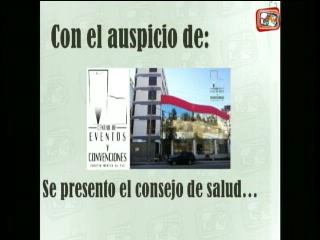 Con el auspicio de:
CENTRO DE
EVENTOS
Y
CONVENCIONES
Se presento el consejo de salud...